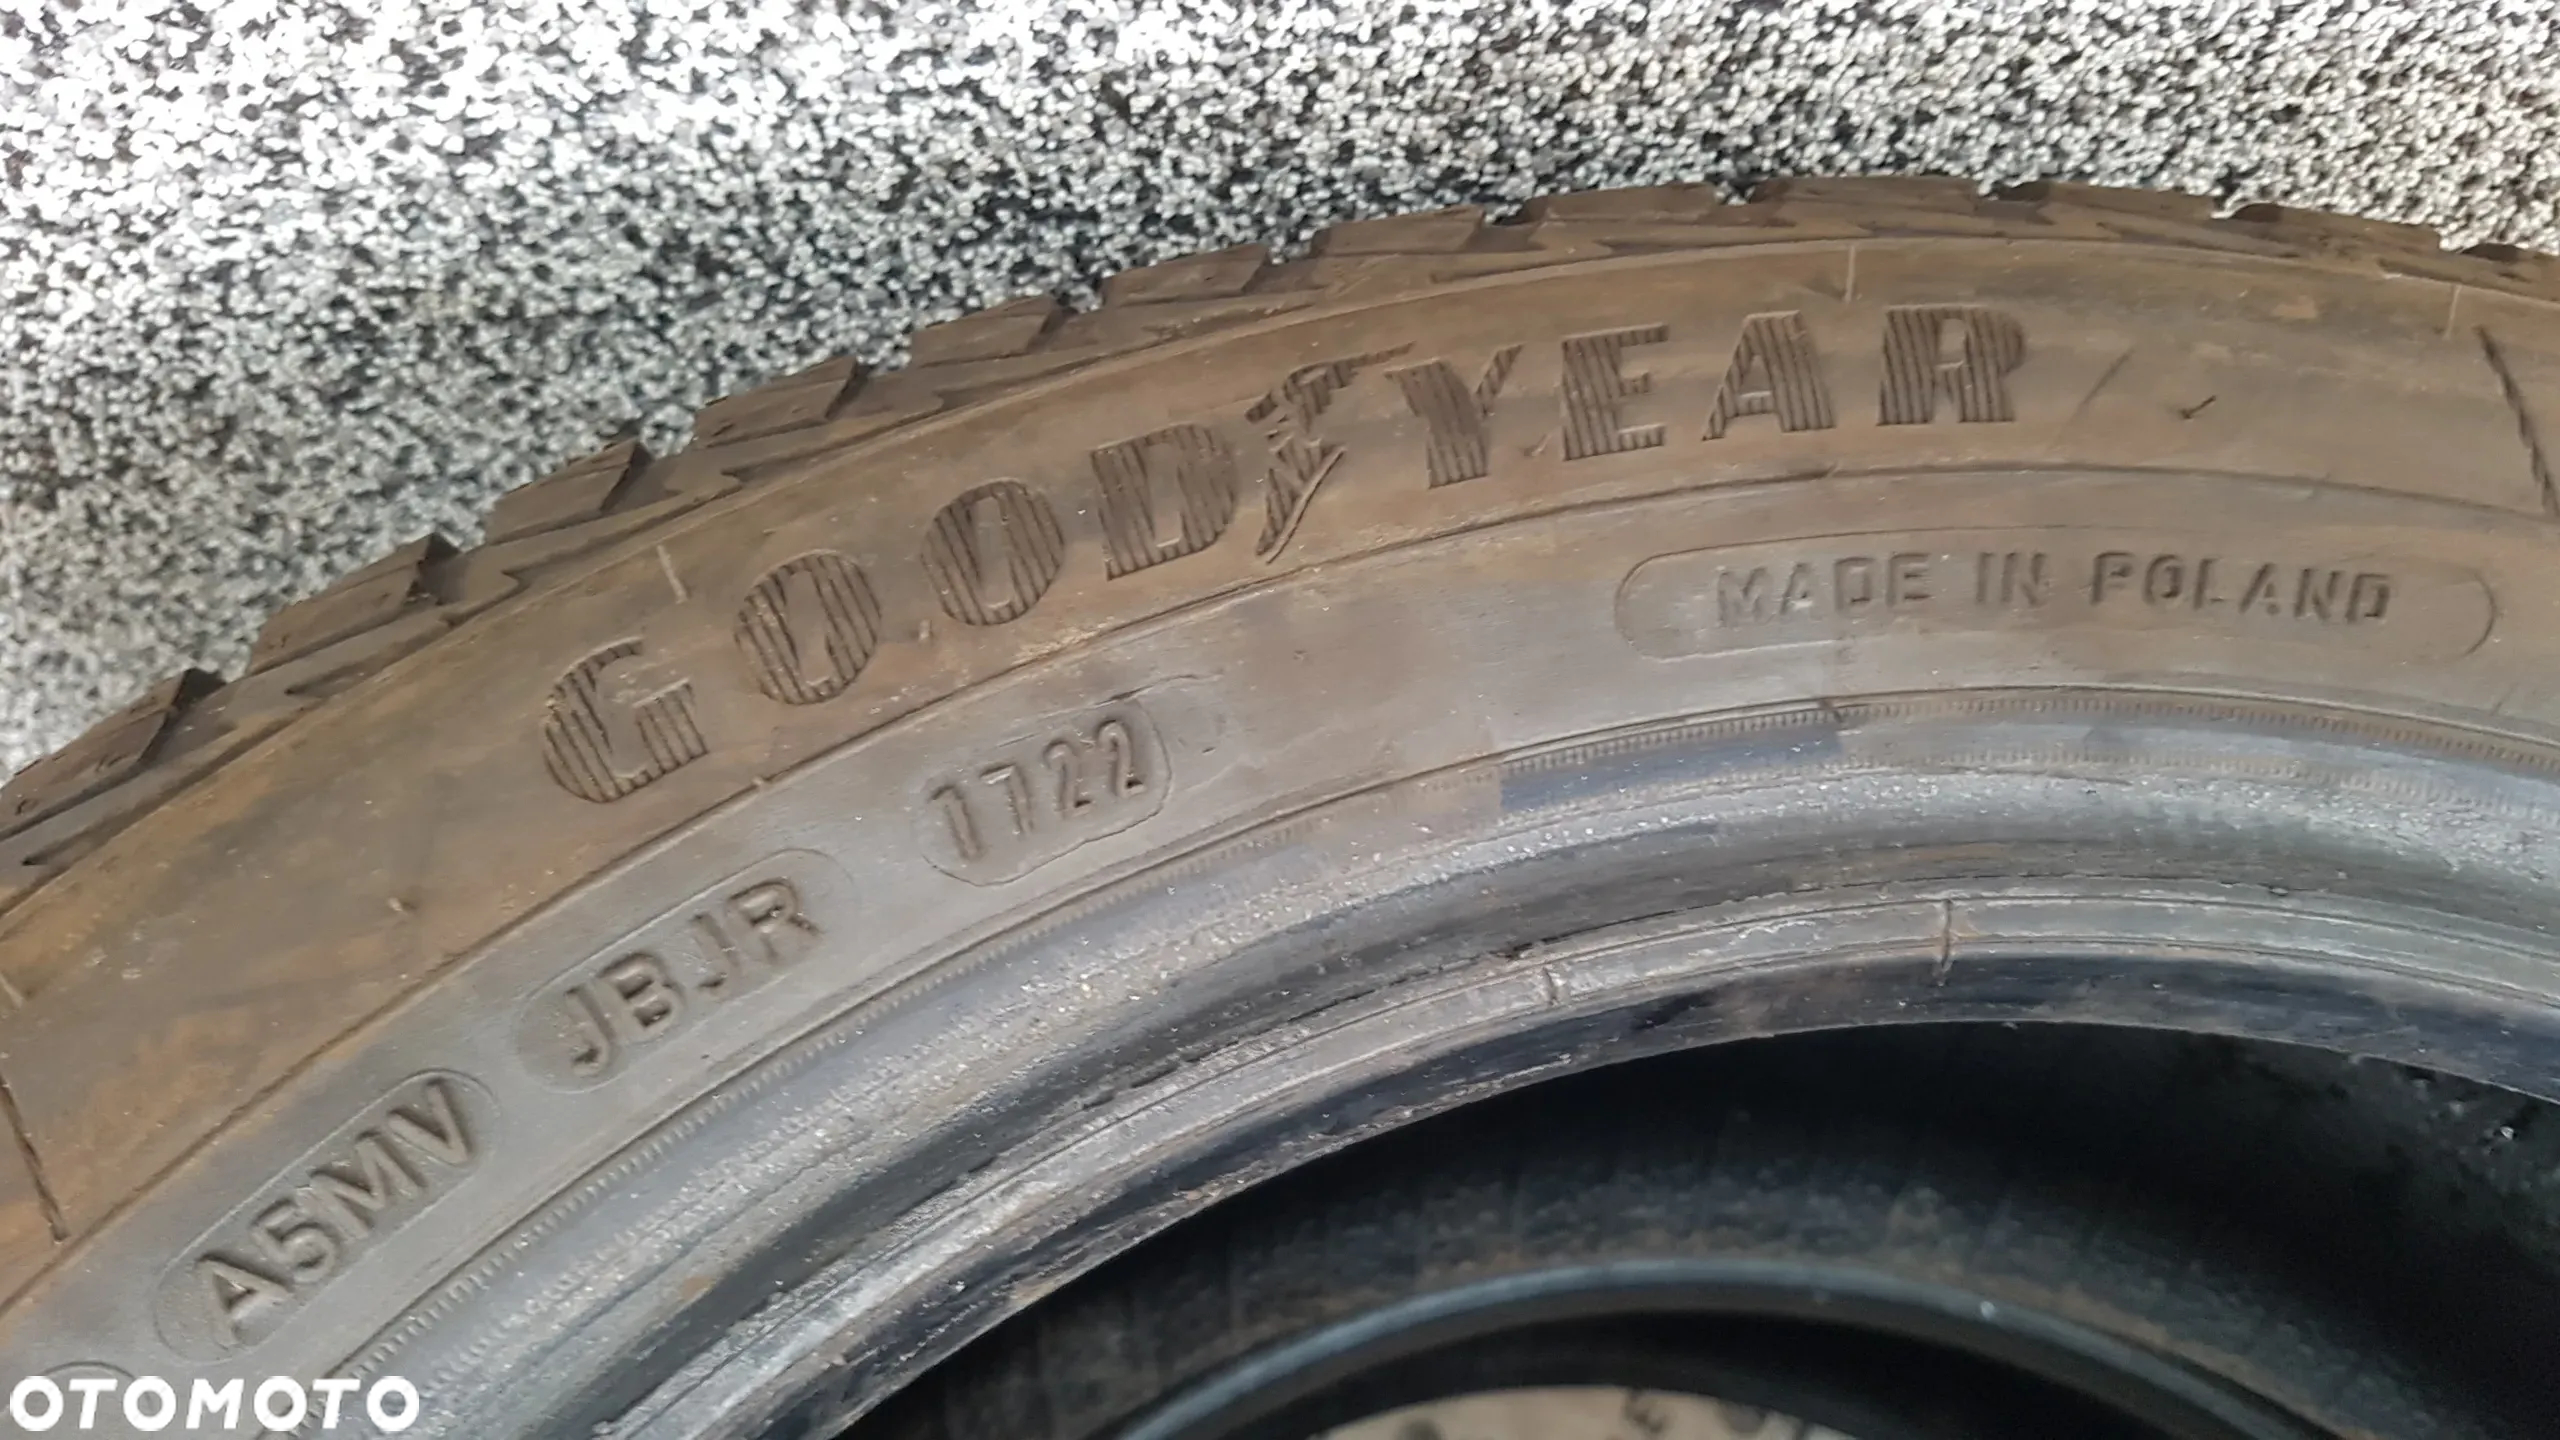 GOODYEAR
MADE IN POLAND
1722
JBJR
A5MV
OTOMOTO